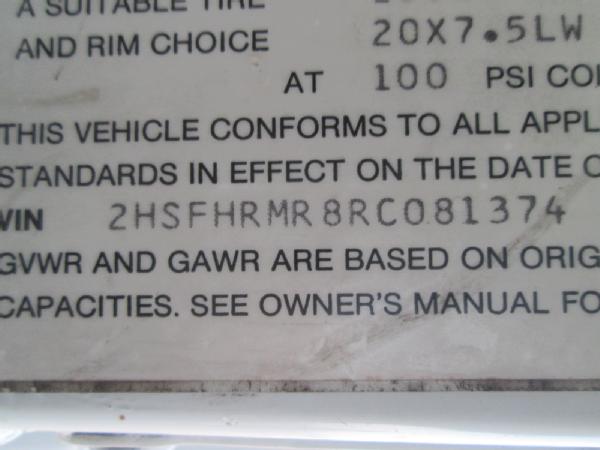 A SUITABLE TIRE
AND RIM CHOICE 20X7.5LW
AT 100 PSI CO
THIS VEHICLE CONFORMS TO ALL APPL
STANDARDS IN EFFECT ON THE DATE O
VIN 2HSFHRMR8RC081374
GVWR AND GAWR ARE BASED ON ORIG
CAPACITIES. SEE OWNER'S MANUAL FO